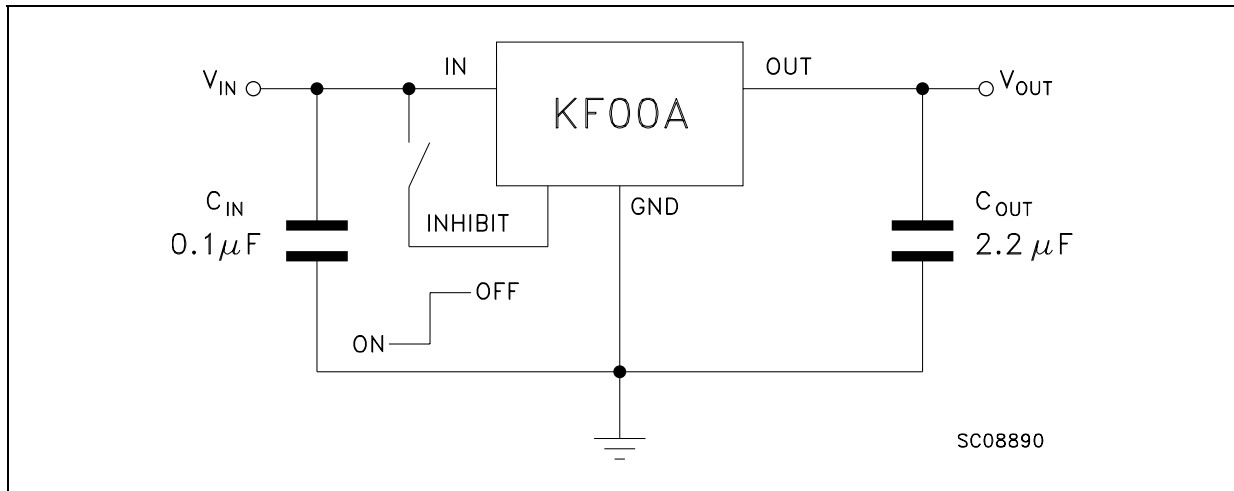 V_IN
IN
KF00A
OUT
V_OUT
C_IN
0.1μF
INHIBIT
GND
C_OUT
2.2 μF
OFF
ON
SC08890